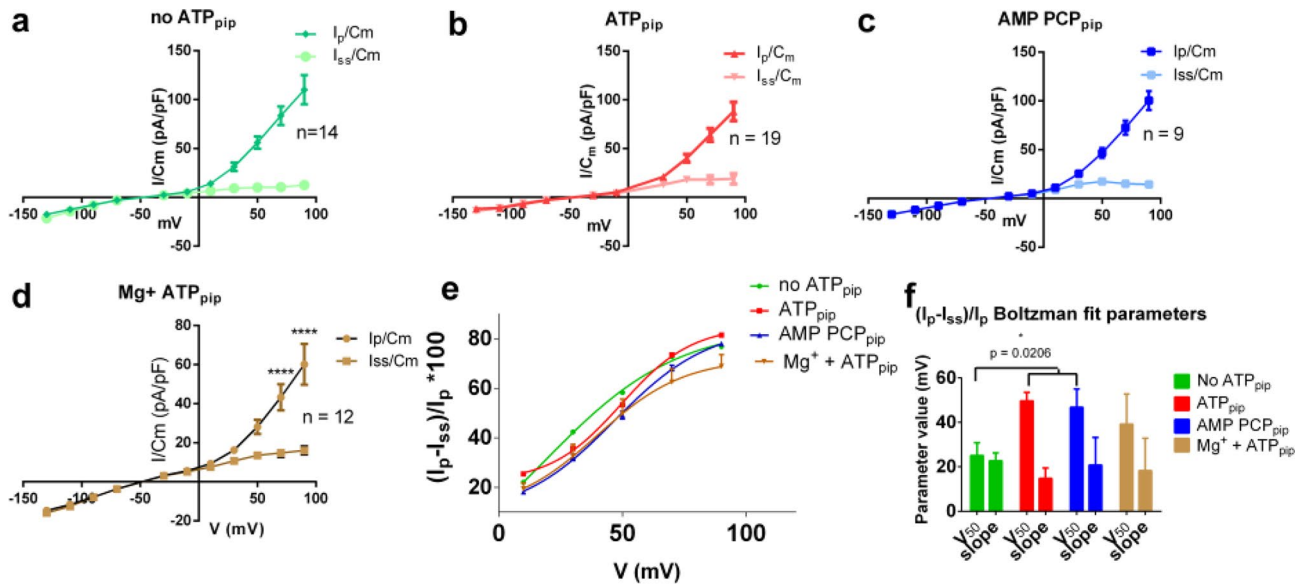 a
no ATPpip
Ip/Cm
Iss/Cm
150
100
50
-50
I/Cm (pA/pF)
n=14
-150 -100 -50 50 100
mV
b
ATPpip
Ip/Cm
Iss/Cm
150
100
50
-50
I/Cm (pA/pF)
n = 19
-150 -100 -50 50 100
mV
c
AMP PCPpip
Ip/Cm
Iss/Cm
150
100
50
-50
I/Cm (pA/pF)
n = 9
-150 -100 -50 50 100
mV
d
Mg+ ATPpip
Ip/Cm
Iss/Cm
80
60
40
20
-20
I/Cm (pA/pF)
****
****
n = 12
-150 -100 -50 50 100
V (mV)
e
no ATPpip
ATPpip
AMP PCPpip
Mg+ + ATPpip
(Ip-Iss)/Ip *100
80
60
40
20
0 50 100
V (mV)
f
(Ip-Iss)/Ip Boltzman fit parameters
*
p = 0.0206
Parameter value (mV)
80
60
40
20
0
No ATPpip
ATPpip
AMP PCPpip
Mg+ + ATPpip
V50 slope V50 slope V50 slope V50 slope